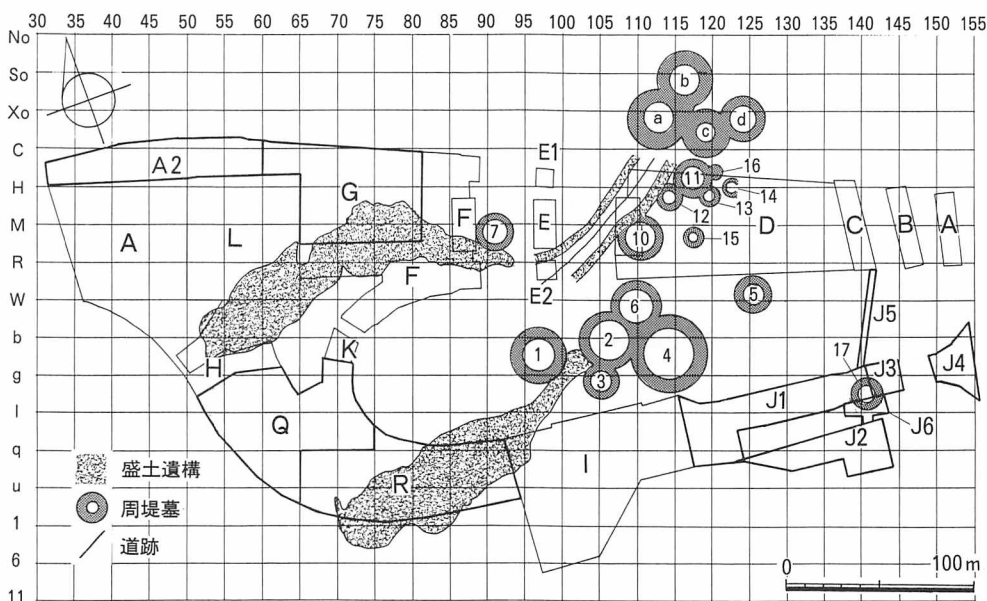 30 35 40 45 50 55 60 65 70 75 80 85 90 95 100 105 110 115 120 125 130 135 140 145 150 155
No
So
Xo
C
H
M
R
W
b
g
l
q
u
1
6
11
b
a
d
c
A2
E1
16
11
14
G
12
13
A
L
F
7
E
10
15
D
C
B
A
R
F
E2
5
6
J5
H
K
1
2
4
3
17
J3
J4
J1
J6
Q
J2
I
R
盛土遺構
周堤墓
道跡
0 100m